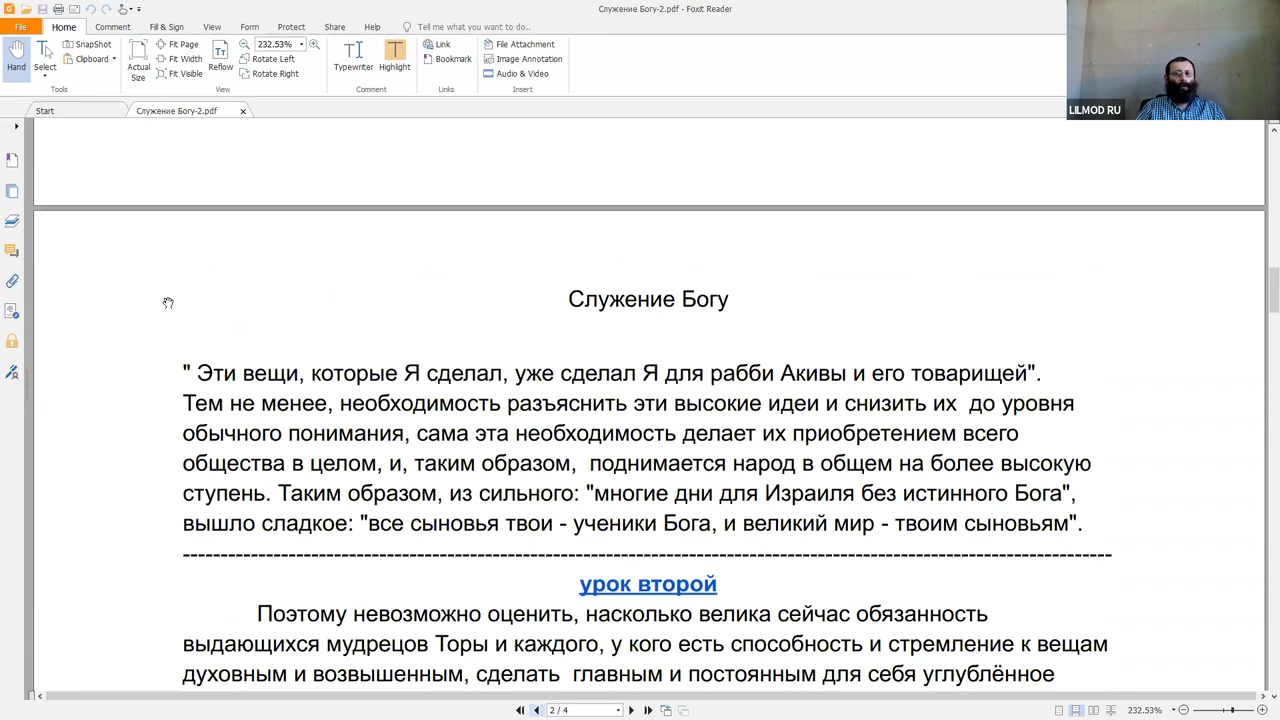 Служение Богу-2.pdf - Foxit Reader
File Home Comment Fill & Sign View Form Protect Share Help Tell me what you want to do...
Hand
Select
SnapShot
Clipboard
Actual Size
Fit Page
Fit Width
Fit Visible
Reflow
232.53%
Rotate Left
Rotate Right
Typewriter
Highlight
Link
Bookmark
File Attachment
Image Annotation
Audio & Video
Tools View Comment Links Insert
LILMOD RU
Start Служение Богу-2.pdf
Служение Богу
" Эти вещи, которые Я сделал, уже сделал Я для рабби Акивы и его товарищей".
Тем не менее, необходимость разъяснить эти высокие идеи и снизить их до уровня
обычного понимания, сама эта необходимость делает их приобретением всего
общества в целом, и, таким образом, поднимается народ в общем на более высокую
ступень. Таким образом, из сильного: "многие дни для Израиля без истинного Бога",
вышло сладкое: "все сыновья твои - ученики Бога, и великий мир - твоим сыновьям".
урок второй
Поэтому невозможно оценить, насколько велика сейчас обязанность
выдающихся мудрецов Торы и каждого, у кого есть способность и стремление к вещам
духовным и возвышенным, сделать главным и постоянным для себя углублённое
2 / 4
232.53%